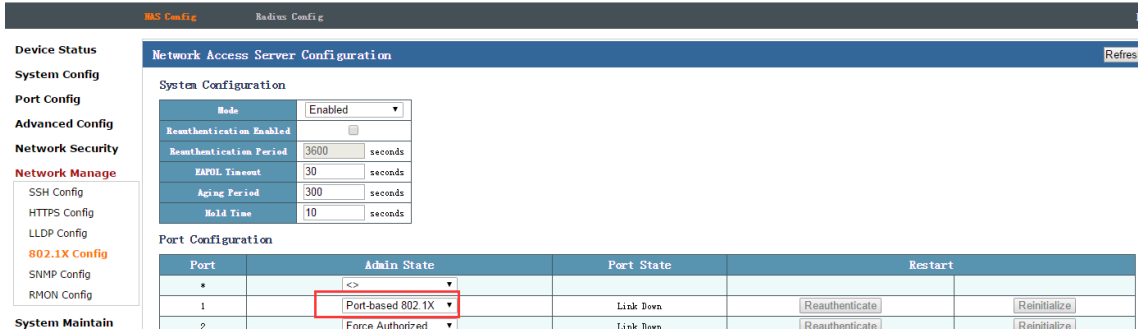 NAS Config Radius Config
Device Status
System Config
Port Config
Advanced Config
Network Security
Network Manage
SSH Config
HTTPS Config
LLDP Config
802.1X Config
SNMP Config
RMON Config
System Maintain
Network Access Server Configuration Refres
System Configuration
Mode Enabled
Reauthentication Enabled
Reauthentication Period 3600 seconds
EAPOL Timeout 30 seconds
Aging Period 300 seconds
Hold Time 10 seconds
Port Configuration
Port Admin State Port State Restart
* <>
1 Port-based 802.1X Link Down Reauthenticate Reinitialize
2 Force Authorized Link Down Reauthenticate Reinitialize